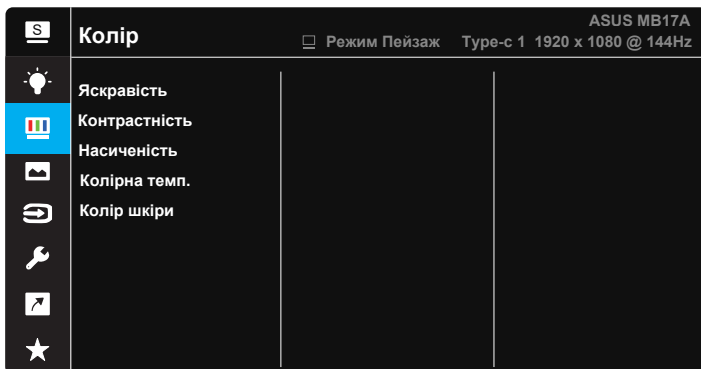 S
ASUS MB17A
Колір
Режим Пейзаж Type-c 1 1920 x 1080 @ 144Hz
Яскравість
Контрастність
Насиченість
Колірна темп.
Колір шкіри